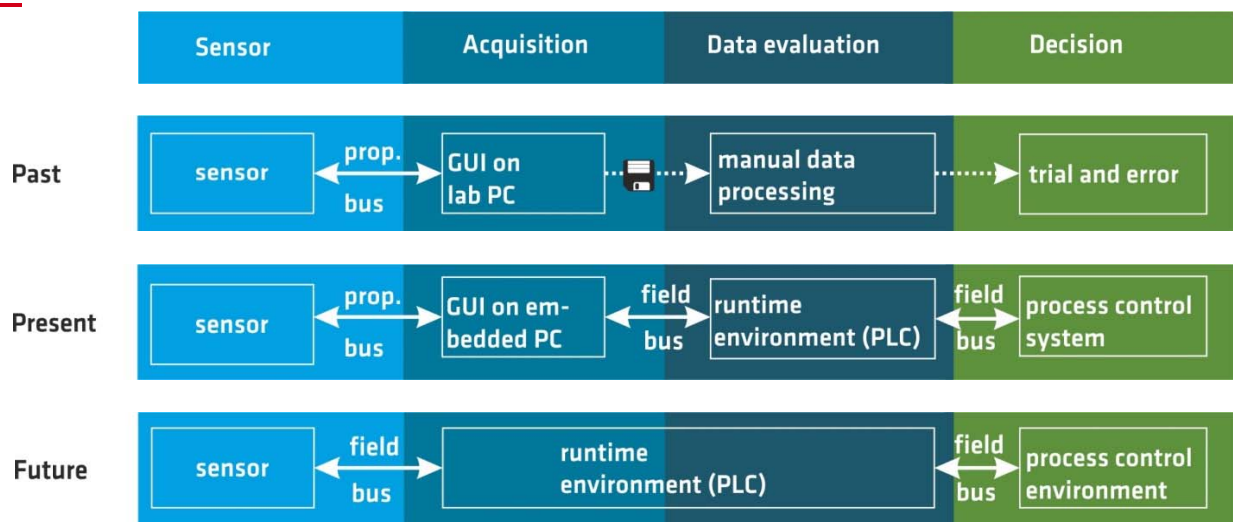 Sensor
Acquisition
Data evaluation
Decision
Past
sensor
prop.
bus
GUI on
lab PC
manual data
processing
trial and error
Present
sensor
prop.
bus
GUI on em-
bedded PC
field
bus
runtime
environment (PLC)
field
bus
process control
system
Future
sensor
field
bus
runtime
environment (PLC)
field
bus
process control
environment